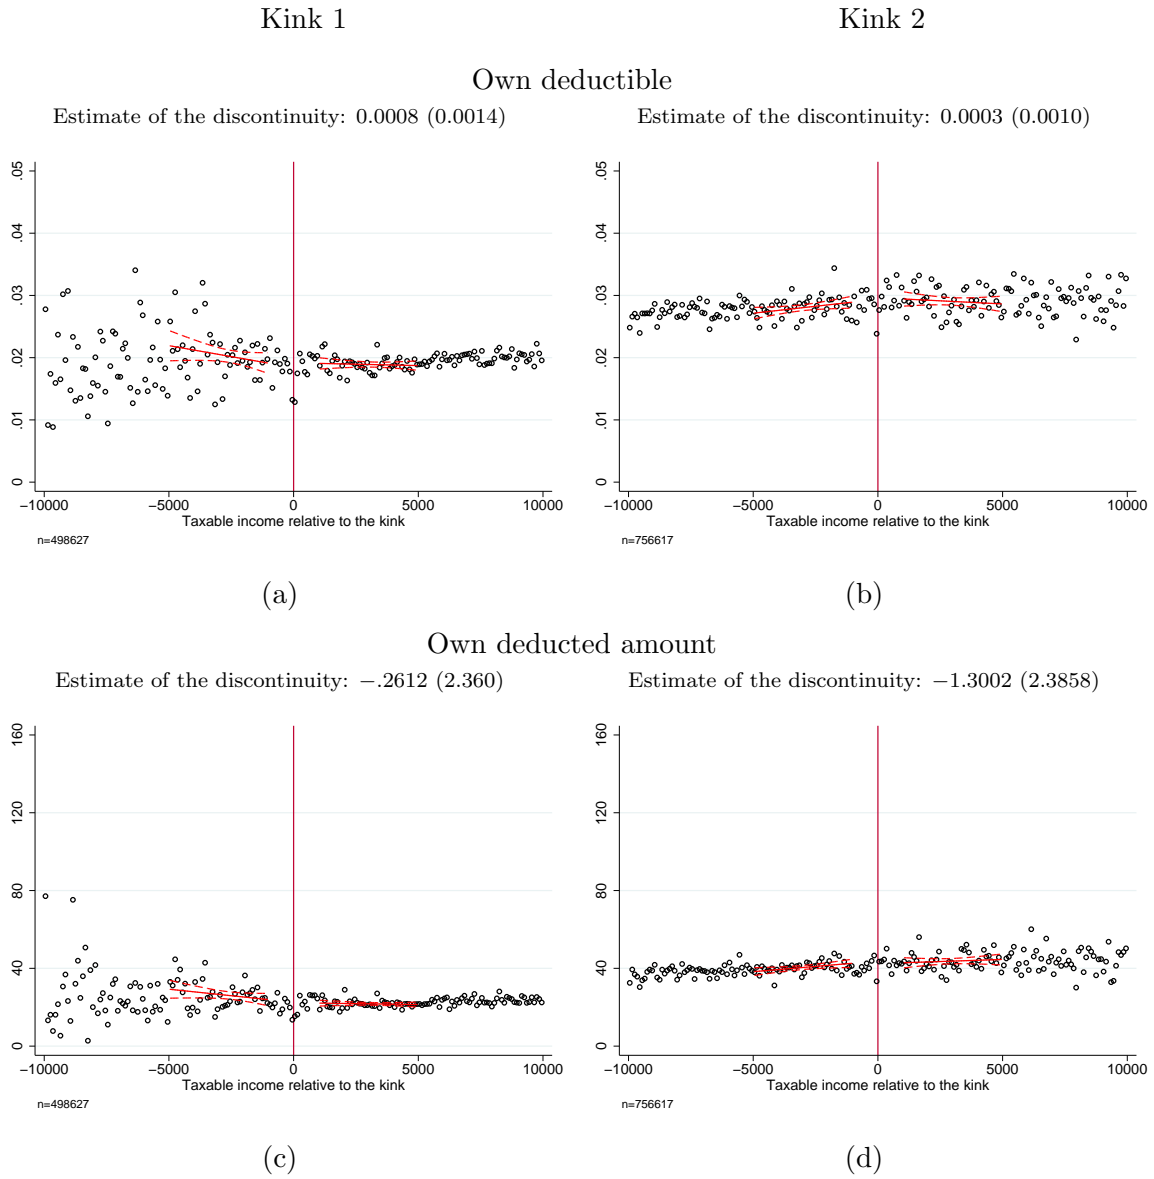 Kink 1
Kink 2
Own deductible
Estimate of the discontinuity: 0.0008 (0.0014)
Estimate of the discontinuity: 0.0003 (0.0010)
.05
.04
.03
.02
.01
0
−10000
−5000
0
5000
10000
Taxable income relative to the kink
n=498627
.05
.04
.03
.02
.01
0
−10000
−5000
0
5000
10000
Taxable income relative to the kink
n=756617
(a)
(b)
Own deducted amount
Estimate of the discontinuity: −.2612 (2.360)
Estimate of the discontinuity: −1.3002 (2.3858)
160
120
80
40
0
−10000
−5000
0
5000
10000
Taxable income relative to the kink
n=498627
160
120
80
40
0
−10000
−5000
0
5000
10000
Taxable income relative to the kink
n=756617
(c)
(d)